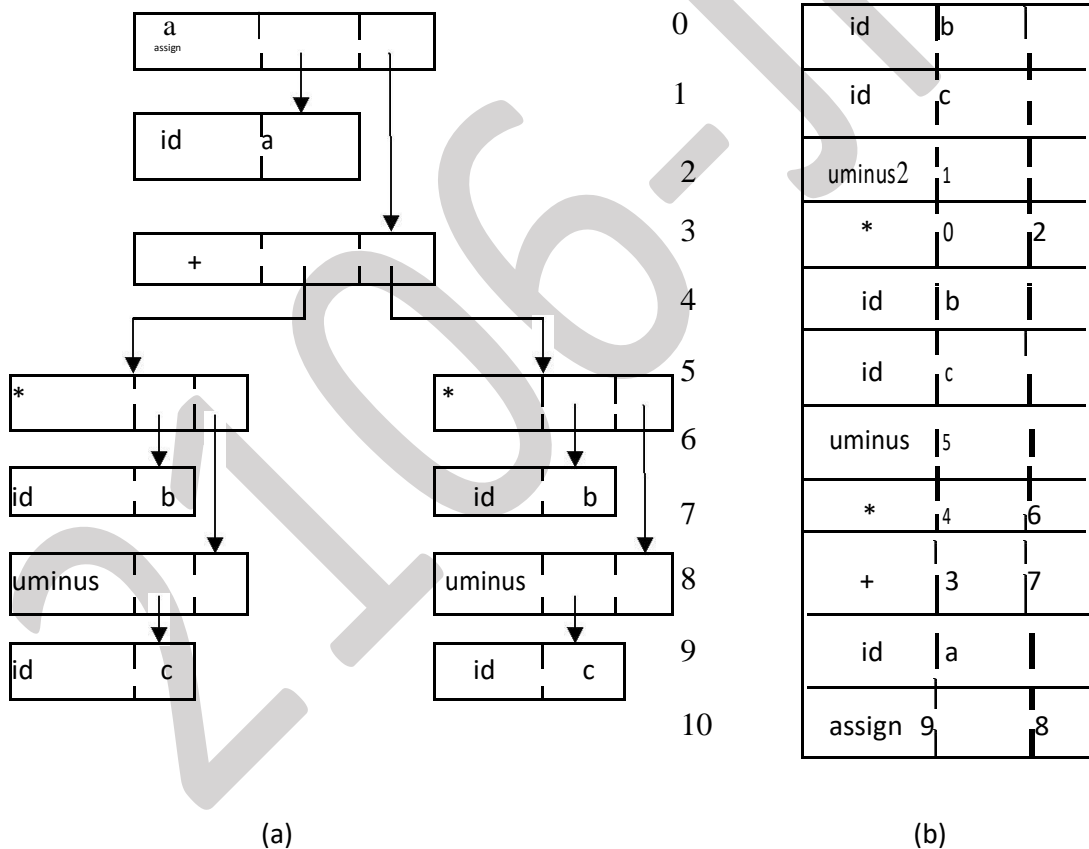 a
assign
id a
+
* *
id b id b
uminus uminus
id c id c
0 id b
1 id c
2 uminus2 1
3 * 0 2
4 id b
5 id c
6 uminus 5
7 * 4 6
8 + 3 7
9 id a
10 assign 9 8
(a) (b)